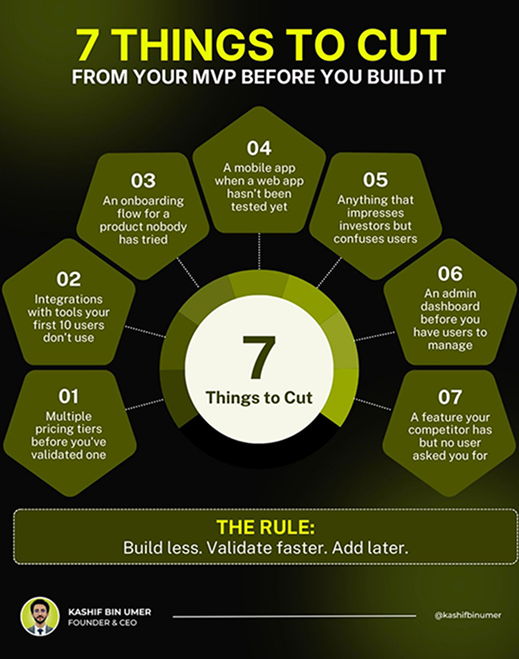 7 THINGS TO CUT
FROM YOUR MVP BEFORE YOU BUILD IT
01
Multiple
pricing tiers
before you've
validated one
02
Integrations
with tools your
first 10 users
don't use
03
An onboarding
flow for a
product nobody
has tried
04
A mobile app
when a web app
hasn't been
tested yet
05
Anything that
impresses
investors but
confuses users
06
An admin
dashboard
before you
have users to
manage
07
A feature your
competitor has
but no user
asked you for
7
Things to Cut
THE RULE:
Build less. Validate faster. Add later.
KASHIF BIN UMER
FOUNDER & CEO
@kashifbinumer